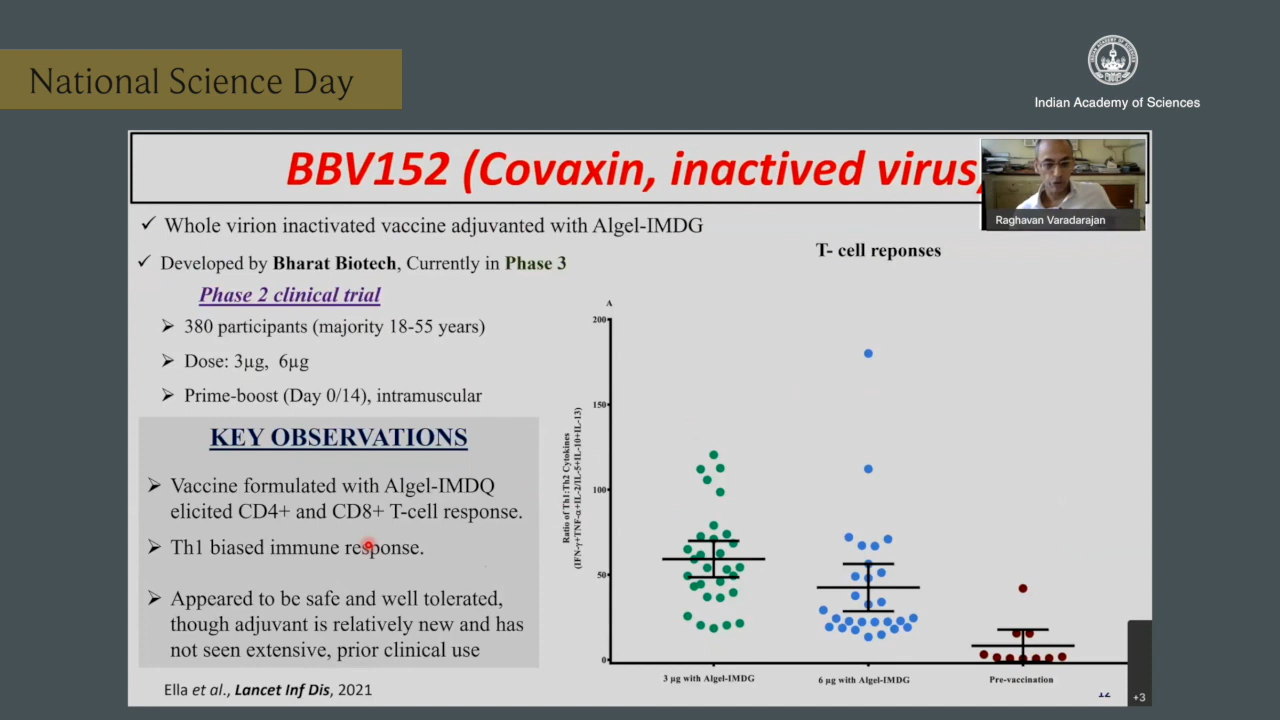 National Science Day
Indian Academy of Sciences
BBV152 (Covaxin, inactived virus,
Raghavan Varadarajan
✓ Whole virion inactivated vaccine adjuvanted with Algel-IMDG
✓ Developed by Bharat Biotech, Currently in Phase 3
Phase 2 clinical trial
➢ 380 participants (majority 18-55 years)
➢ Dose: 3µg, 6µg
➢ Prime-boost (Day 0/14), intramuscular
KEY OBSERVATIONS
➢ Vaccine formulated with Algel-IMDQ
elicited CD4+ and CD8+ T-cell response.
➢ Th1 biased immune response.
➢ Appeared to be safe and well tolerated,
though adjuvant is relatively new and has
not seen extensive, prior clinical use
Ella et al., Lancet Inf Dis, 2021
T- cell reponses
A
Ratio of Th1:Th2 Cytokines
(IFN-γ+TNF-α+IL-2/IL-5+IL-10+IL-13)
200
150
100
50
0
3 µg with Algel-IMDG
6 µg with Algel-IMDG
Pre-vaccination
12
+3